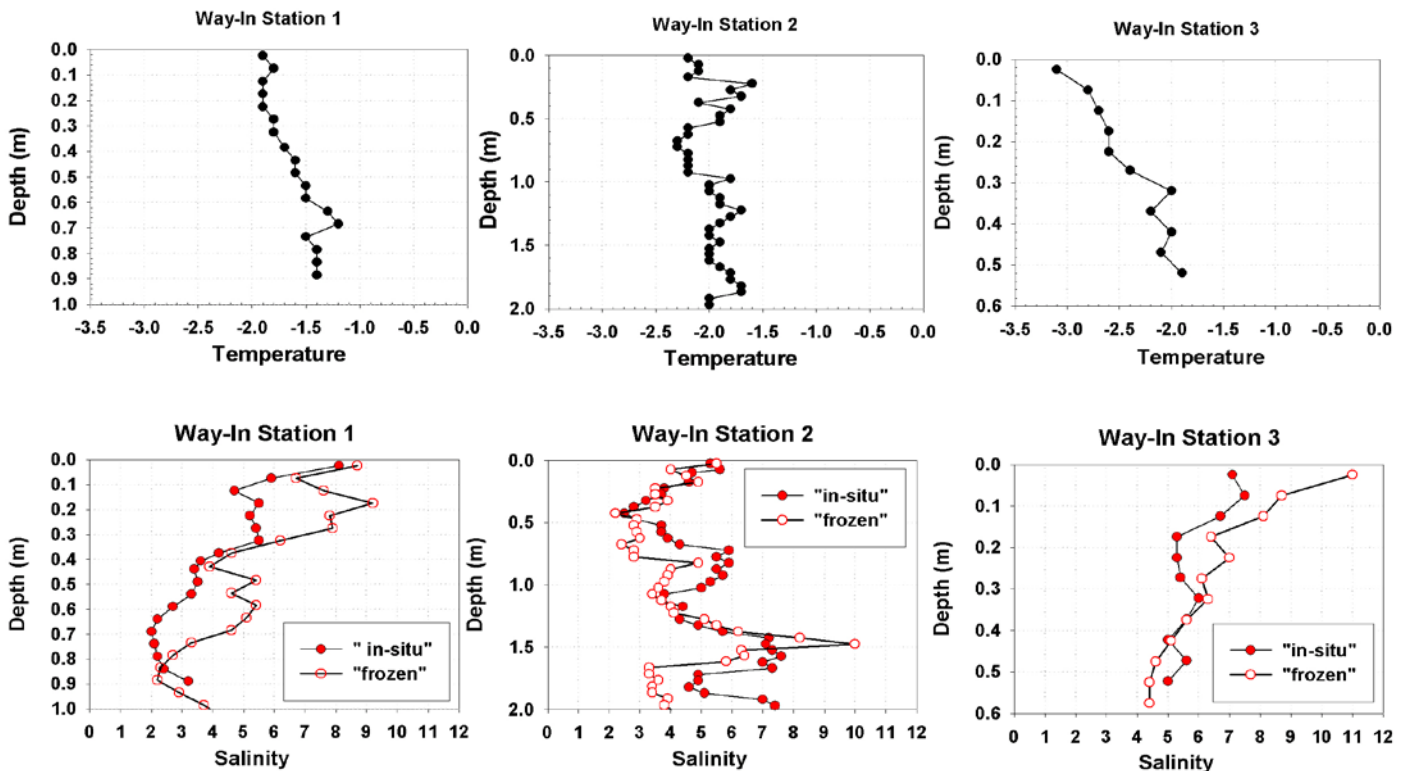 Way-In Station 1
0.0
0.1
0.2
0.3
0.4
0.5
0.6
0.7
0.8
0.9
1.0
Depth (m)
-3.5 -3.0 -2.5 -2.0 -1.5 -1.0 -0.5 0.0
Temperature
Way-In Station 2
0.0
0.5
1.0
1.5
2.0
Depth (m)
-3.5 -3.0 -2.5 -2.0 -1.5 -1.0 -0.5 0.0
Temperature
Way-In Station 3
0.0
0.1
0.2
0.3
0.4
0.5
0.6
Depth (m)
-3.5 -3.0 -2.5 -2.0 -1.5 -1.0 -0.5 0.0
Temperature
Way-In Station 1
0.0
0.1
0.2
0.3
0.4
0.5
0.6
0.7
0.8
0.9
1.0
Depth (m)
" in-situ"
"frozen"
0 1 2 3 4 5 6 7 8 9 10 11 12
Salinity
Way-In Station 2
0.0
0.5
1.0
1.5
2.0
Depth (m)
"in-situ"
"frozen"
0 1 2 3 4 5 6 7 8 9 10 11 12
Salinity
Way-In Station 3
0.0
0.1
0.2
0.3
0.4
0.5
0.6
Depth (m)
"in-situ"
"frozen"
0 1 2 3 4 5 6 7 8 9 10 11 12
Salinity